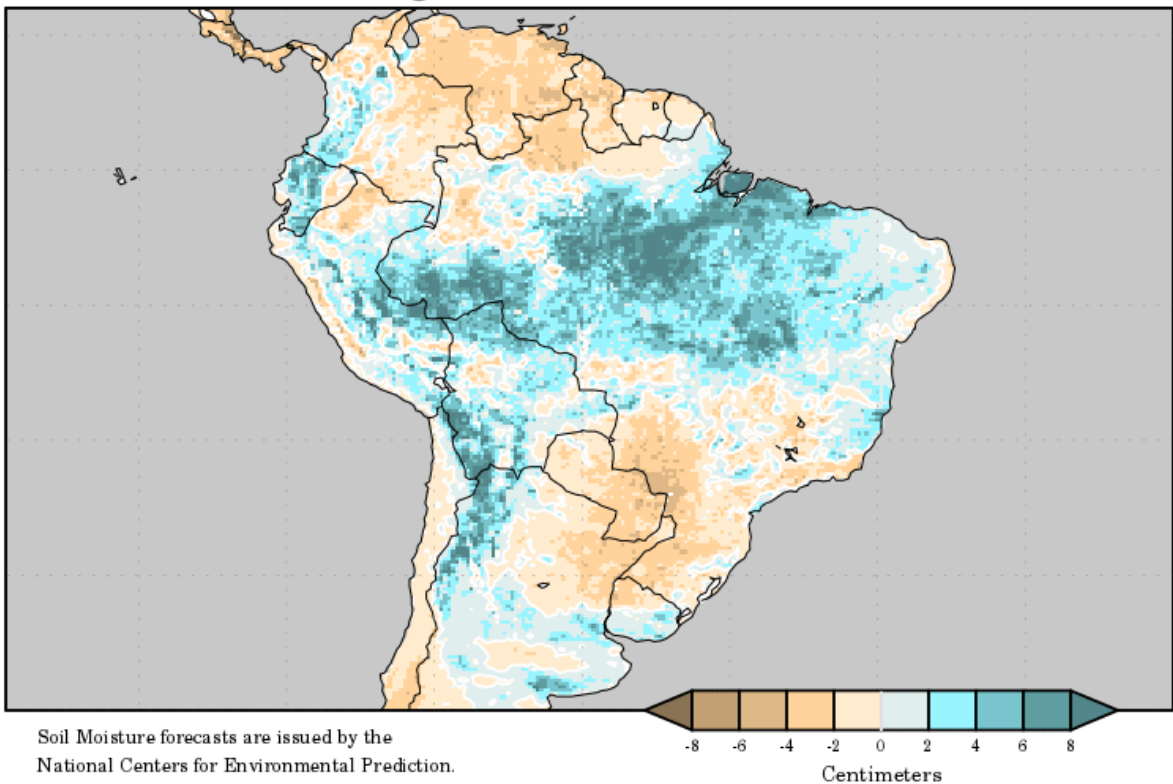 Soil Moisture forecasts are issued by the
National Centers for Environmental Prediction.
-8 -6 -4 -2 0 2 4 6 8
Centimeters